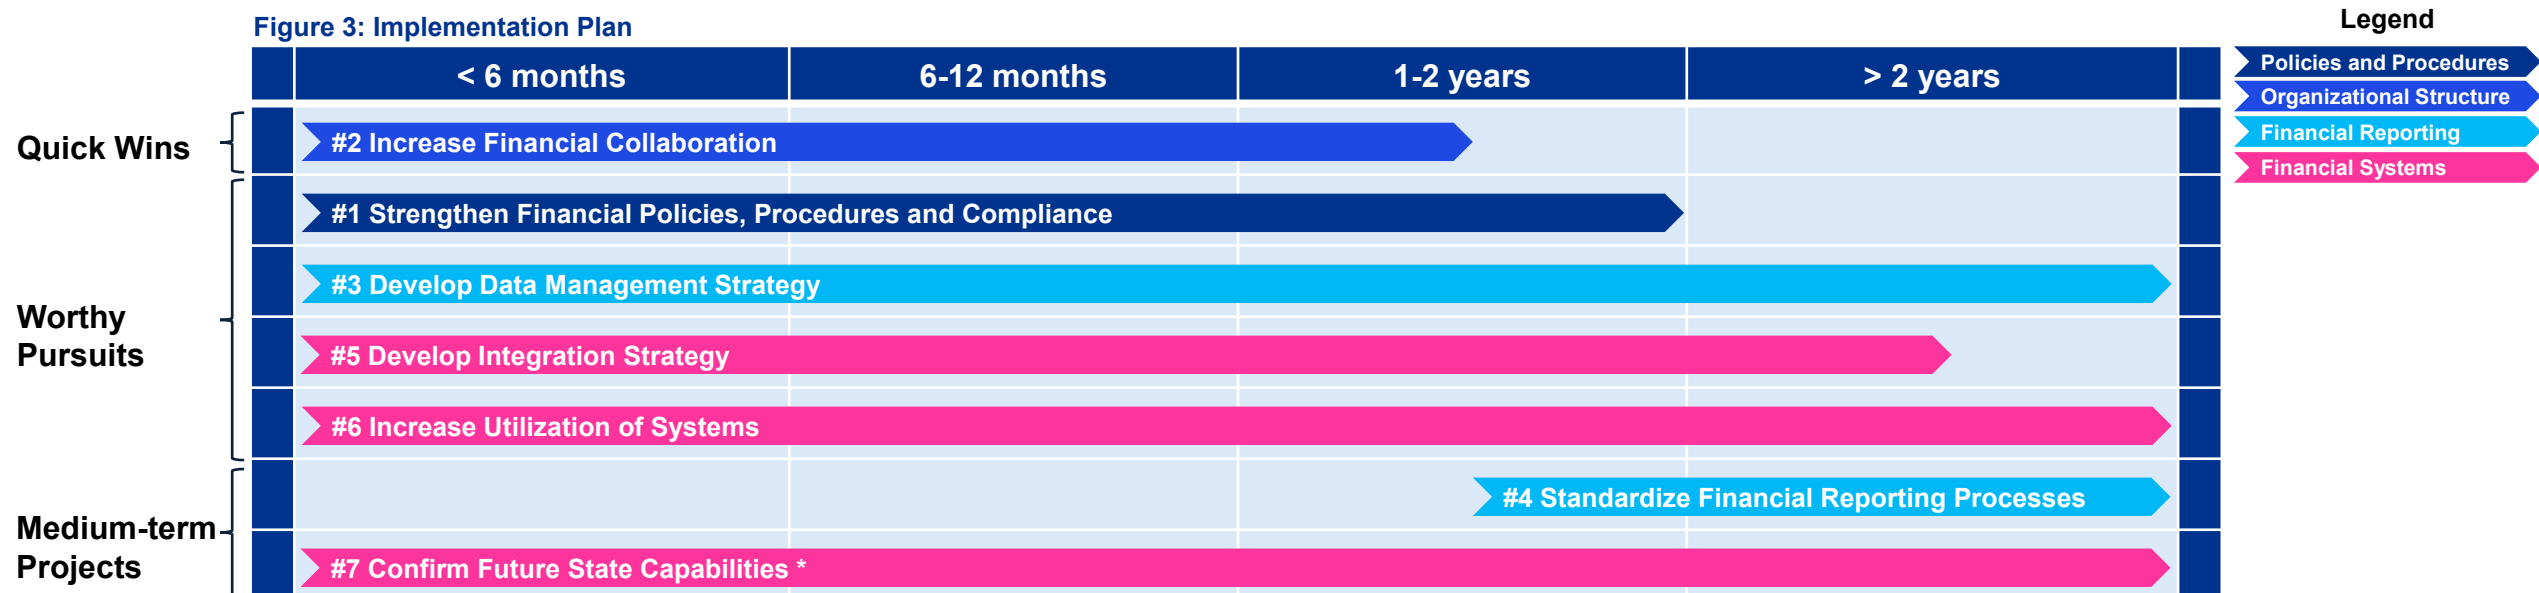 Figure 3: Implementation Plan
< 6 months
6-12 months
1-2 years
> 2 years
Legend
Policies and Procedures
Organizational Structure
Financial Reporting
Financial Systems
Quick Wins
#2 Increase Financial Collaboration
Worthy
Pursuits
#1 Strengthen Financial Policies, Procedures and Compliance
#3 Develop Data Management Strategy
#5 Develop Integration Strategy
#6 Increase Utilization of Systems
Medium-term
Projects
#4 Standardize Financial Reporting Processes
#7 Confirm Future State Capabilities *